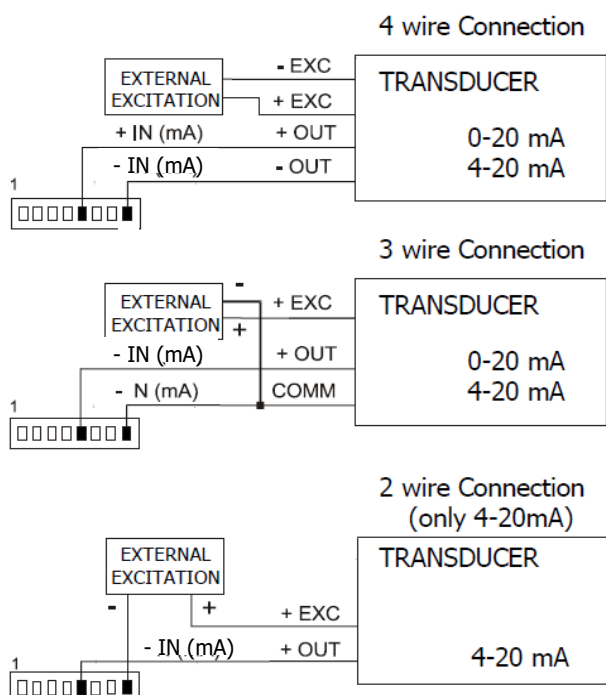 4 wire Connection
EXTERNAL
EXCITATION
- EXC
+ EXC
TRANSDUCER
+ IN (mA)
+ OUT
0-20 mA
- IN (mA)
- OUT
4-20 mA
1
3 wire Connection
EXTERNAL
EXCITATION
-
+
+ EXC
TRANSDUCER
- IN (mA)
+ OUT
0-20 mA
- N (mA)
COMM
4-20 mA
1
2 wire Connection
(only 4-20mA)
EXTERNAL
EXCITATION
TRANSDUCER
-
+
+ EXC
- IN (mA)
+ OUT
4-20 mA
1